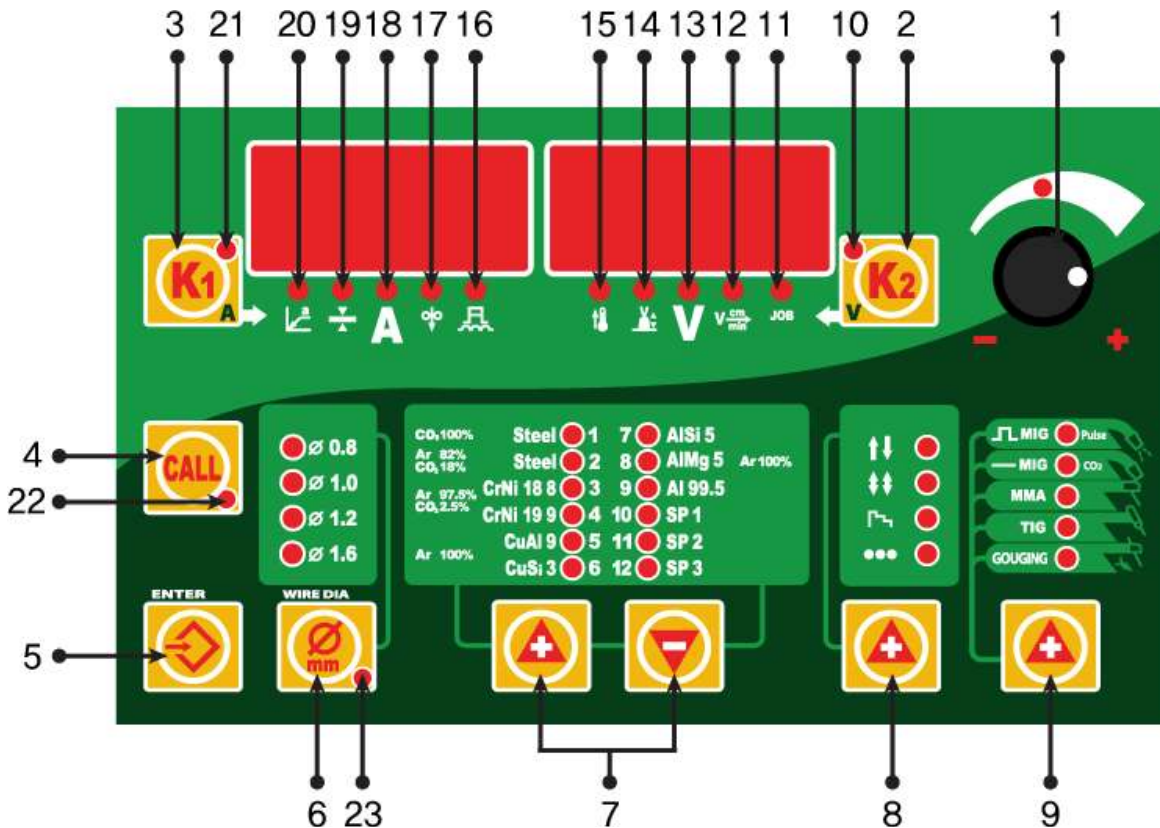 3 21 20 19 18 17 16 15 14 13 12 11 10 2 1
K1
A
a
A
V
V cm/min
JOB
K2
V
- +
4
CALL
22
ø 0.8
ø 1.0
ø 1.2
ø 1.6
CO₂ 100% Steel 1 7 AlSi 5
Ar 82% CO₂ 18% Steel 2 8 AlMg 5 Ar 100%
Ar 97.5% CO₂ 2.5% CrNi 18 8 3 9 Al 99.5
CrNi 19 9 4 10 SP 1
Ar 100% CuAl 9 5 11 SP 2
CuSi 3 6 12 SP 3
MIG Pulse
MIG CO₂
MMA
TIG
GOUGING
ENTER
WIRE DIA
5
Ø
mm
+ - + +
6 23 7 8 9